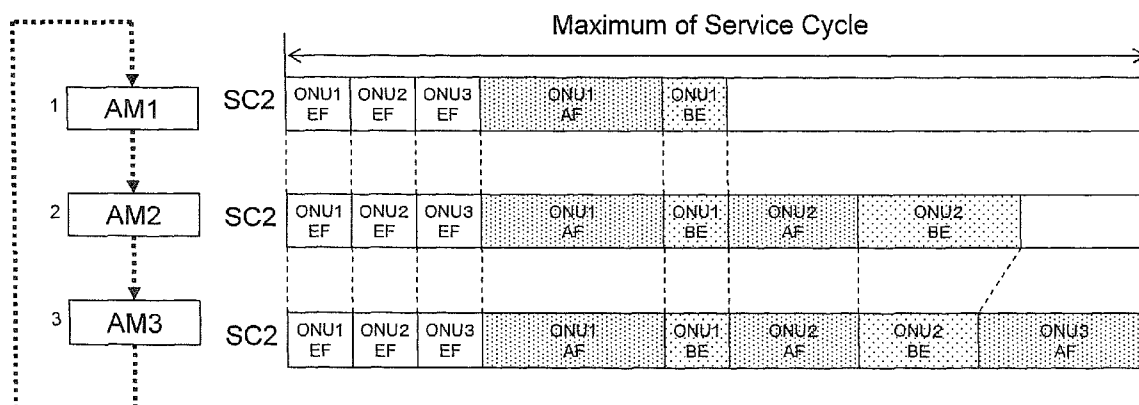 Maximum of Service Cycle
1 AM1 SC2
ONU1 EF
ONU2 EF
ONU3 EF
ONU1 AF
ONU1 BE
2 AM2 SC2
ONU1 EF
ONU2 EF
ONU3 EF
ONU1 AF
ONU1 BE
ONU2 AF
ONU2 BE
3 AM3 SC2
ONU1 EF
ONU2 EF
ONU3 EF
ONU1 AF
ONU1 BE
ONU2 AF
ONU2 BE
ONU3 AF